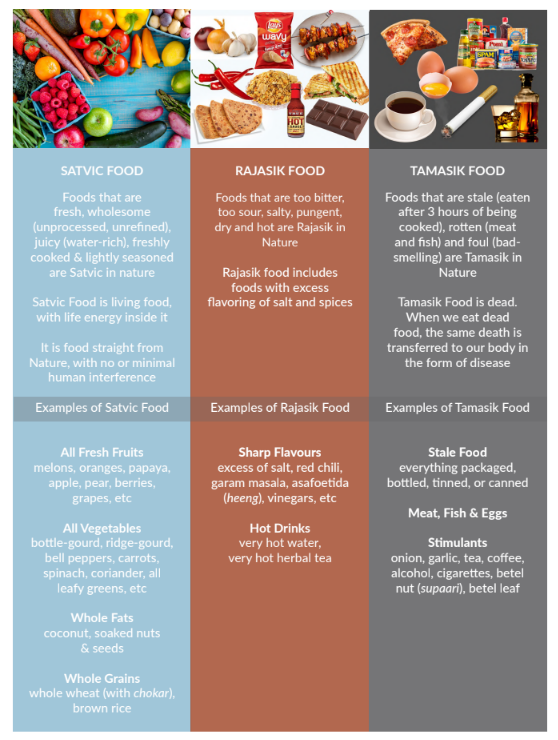 Lay's
wavy
HOT
SPAM
SATVIC FOOD
Foods that are
fresh, wholesome
(unprocessed, unrefined),
juicy (water-rich), freshly
cooked & lightly seasoned
are Satvic in nature
Satvic Food is living food,
with life energy inside it
It is food straight from
Nature, with no or minimal
human interference
RAJASIK FOOD
Foods that are too bitter,
too sour, salty, pungent,
dry and hot are Rajasik in
Nature
Rajasik food includes
foods with excess
flavoring of salt and spices
TAMASIK FOOD
Foods that are stale (eaten
after 3 hours of being
cooked), rotten (meat
and fish) and foul (bad-
smelling) are Tamasik in
Nature
Tamasik Food is dead.
When we eat dead
food, the same death is
transferred to our body in
the form of disease
Examples of Satvic Food
All Fresh Fruits
melons, oranges, papaya,
apple, pear, berries,
grapes, etc
All Vegetables
bottle-gourd, ridge-gourd,
bell peppers, carrots,
spinach, coriander, all
leafy greens, etc
Whole Fats
coconut, soaked nuts
& seeds
Whole Grains
whole wheat (with chokar),
brown rice
Examples of Rajasik Food
Sharp Flavours
excess of salt, red chili,
garam masala, asafoetida
(heeng), vinegars, etc
Hot Drinks
very hot water,
very hot herbal tea
Examples of Tamasik Food
Stale Food
everything packaged,
bottled, tinned, or canned
Meat, Fish & Eggs
Stimulants
onion, garlic, tea, coffee,
alcohol, cigarettes, betel
nut (supaari), betel leaf